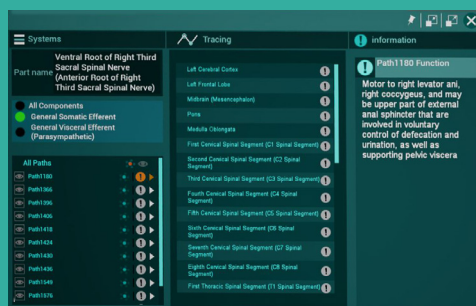 Systems
Part name
Ventral Root of Right Third
Sacral Spinal Nerve
(Anterior Root of Right
Third Sacral Spinal Nerve)
All Components
General Somatic Efferent
General Visceral Efferent
(Parasympathetic)
All Paths
Path1180
Path1366
Path1396
Path1406
Path1418
Path1424
Path1430
Path1436
Path1549
Path1876
Tracing
Left Cerebral Cortex
Left Frontal Lobe
Midbrain (Mesencephalon)
Pons
Medulla Oblongata
First Cervical Spinal Segment (C1 Spinal Segment)
Second Cervical Spinal Segment (C2 Spinal
Segment)
Third Cervical Spinal Segment (C3 Spinal Segment)
Fourth Cervical Spinal Segment (C4 Spinal
Segment)
Fifth Cervical Spinal Segment (C5 Spinal Segment)
Sixth Cervical Spinal Segment (C6 Spinal
Segment)
Seventh Cervical Spinal Segment (C7 Spinal
Segment)
Eighth Cervical Spinal Segment (C8 Spinal
Segment)
First Thoracic Spinal Segment (T1 Spinal Segment)
information
Path1180 Function
Motor to right levator ani,
right coccygeus, and may
be upper part of external
anal sphincter that are
involved in voluntary
control of defecation and
urination, as well as
supporting pelvic viscera